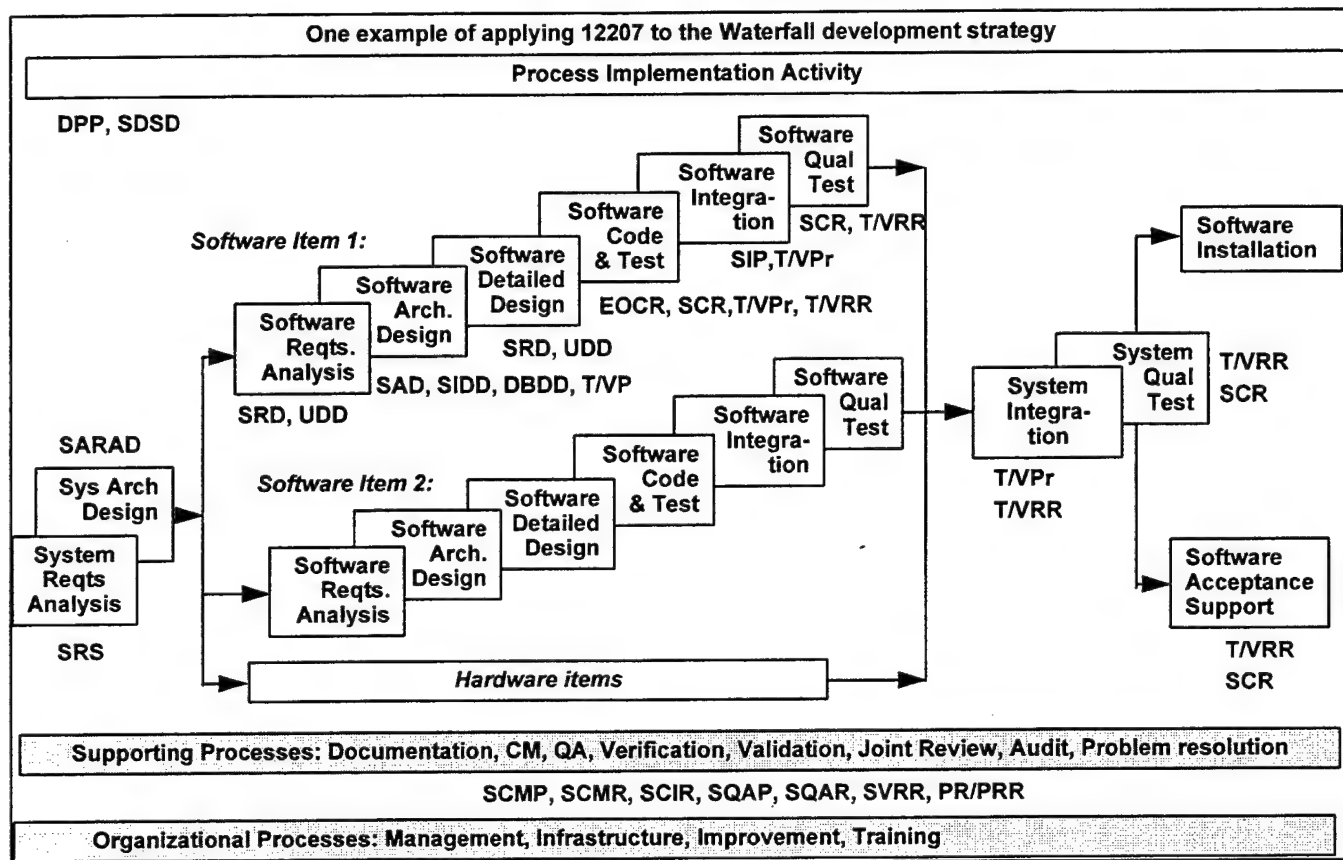 One example of applying 12207 to the Waterfall development strategy
Process Implementation Activity
DPP, SDSD
Software Item 1:
Software
Reqts.
Analysis
SRD, UDD
Software
Arch.
Design
SAD, SIDD, DBDD, T/VP
Software
Detailed
Design
SRD, UDD
Software
Code
& Test
EOCR, SCR,T/VPr, T/VRR
Software
Integra-
tion
SIP,T/VPr
Software
Qual
Test
SCR, T/VRR
SARAD
Sys Arch
Design
System
Reqts
Analysis
SRS
Software Item 2:
Software
Reqts.
Analysis
Software
Arch.
Design
Software
Detailed
Design
Software
Code
& Test
Software
Integra-
tion
Software
Qual
Test
Hardware items
System
Integra-
tion
T/VPr
T/VRR
System
Qual
Test
T/VRR
SCR
Software
Installation
Software
Acceptance
Support
T/VRR
SCR
Supporting Processes: Documentation, CM, QA, Verification, Validation, Joint Review, Audit, Problem resolution
SCMP, SCMR, SCIR, SQAP, SQAR, SVRR, PR/PRR
Organizational Processes: Management, Infrastructure, Improvement, Training